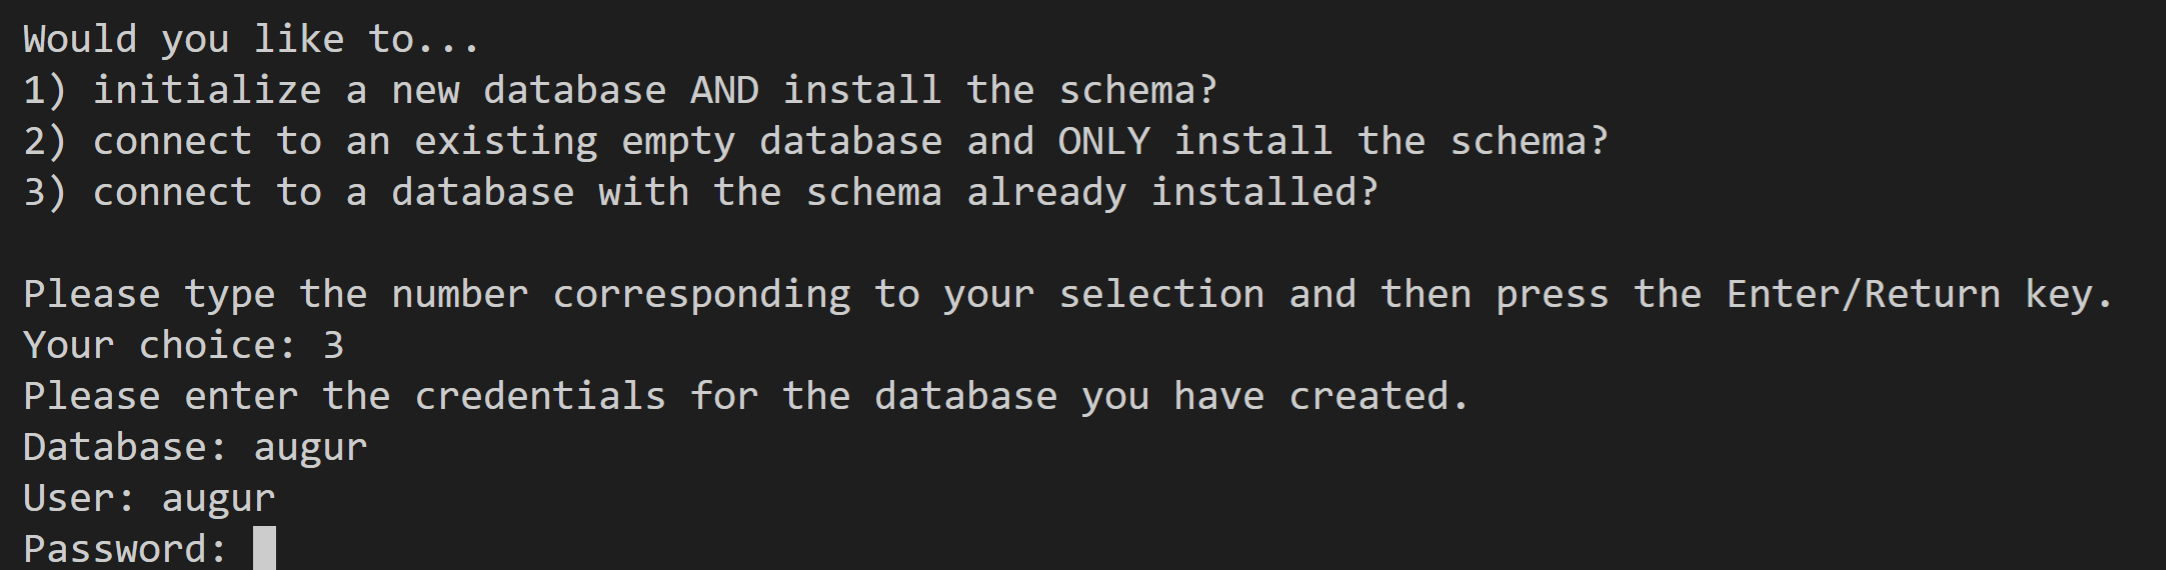 Would you like to...
1) initialize a new database AND install the schema?
2) connect to an existing empty database and ONLY install the schema?
3) connect to a database with the schema already installed?
Please type the number corresponding to your selection and then press the Enter/Return key.
Your choice: 3
Please enter the credentials for the database you have created.
Database: augur
User: augur
Password: